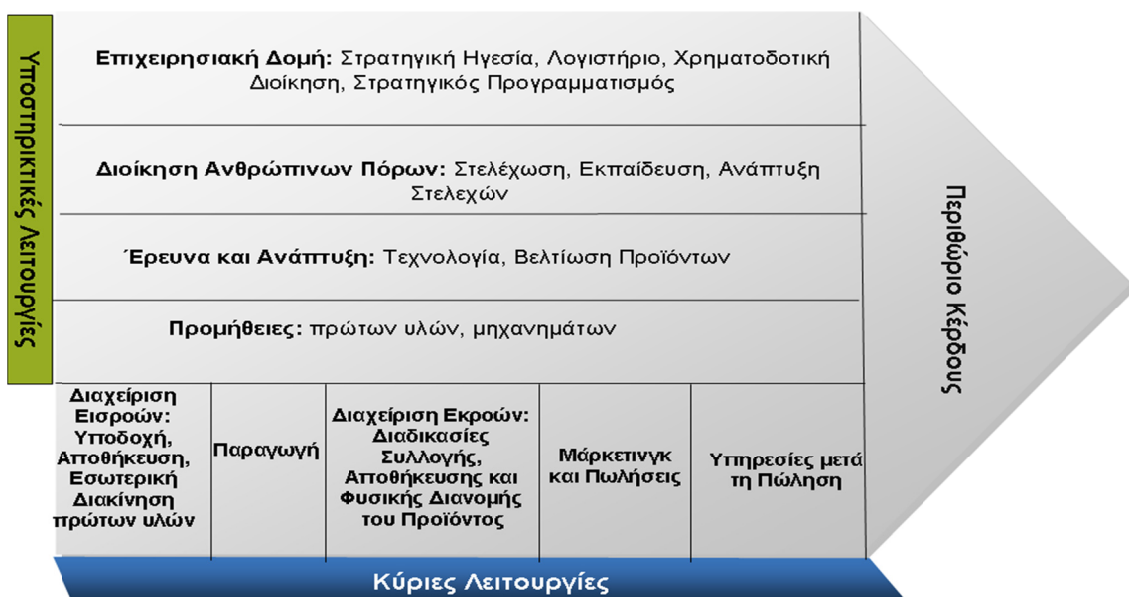 Υποστηρικτικές Λειτουργίες
Επιχειρησιακή Δομή: Στρατηγική Ηγεσία, Λογιστήριο, Χρηματοδοτική
Διοίκηση, Στρατηγικός Προγραμματισμός
Διοίκηση Ανθρώπινων Πόρων: Στελέχωση, Εκπαίδευση, Ανάπτυξη
Στελεχών
Έρευνα και Ανάπτυξη: Τεχνολογία, Βελτίωση Προϊόντων
Προμήθειες: πρώτων υλών, μηχανημάτων
Διαχείριση
Εισροών:
Υποδοχή,
Αποθήκευση,
Εσωτερική
Διακίνηση
πρώτων υλών
Παραγωγή
Διαχείριση Εκροών:
Διαδικασίες
Συλλογής,
Αποθήκευσης και
Φυσικής Διανομής
του Προϊόντος
Μάρκετινγκ
και Πωλήσεις
Υπηρεσίες μετά
τη Πώληση
Περιθώριο Κέρδους
Κύριες Λειτουργίες